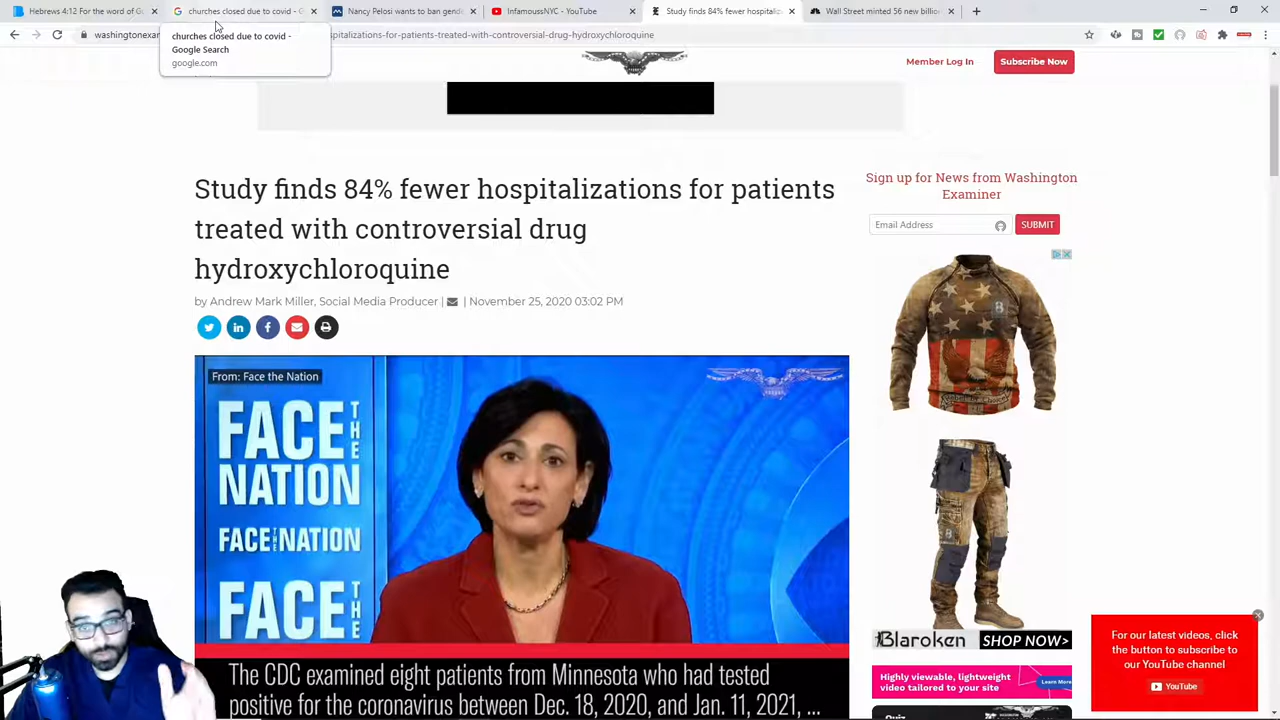 Hebrews 4:12 For the word of G
churches closed due to covid - G
Nancy Pelosi wants to ban gende
InfamoussNYC - YouTube
Study finds 84% fewer hospitaliz
Wall Street minted 56 new billio
washingtonexan
pitalizations-for-patients-treated-with-controversial-drug-hydroxychloroquine
churches closed due to covid -
Google Search
google.com
Member Log In
Subscribe Now
Study finds 84% fewer hospitalizations for patients
treated with controversial drug
hydroxychloroquine
by Andrew Mark Miller, Social Media Producer | | November 25, 2020 03:02 PM
Sign up for News from Washington
Examiner
Email Address
SUBMIT
From: Face the Nation
FACE THE
NATION
FACE THE NATION
FACE THE
The CDC examined eight patients from Minnesota who had tested
positive for the coronavirus between Dec. 18, 2020, and Jan. 11, 2021, ...
Blaroken
SHOP NOW>
Highly viewable, lightweight
video tailored to your site
Learn More
Quiz
For our latest videos, click
the button to subscribe to
our YouTube channel
YouTube